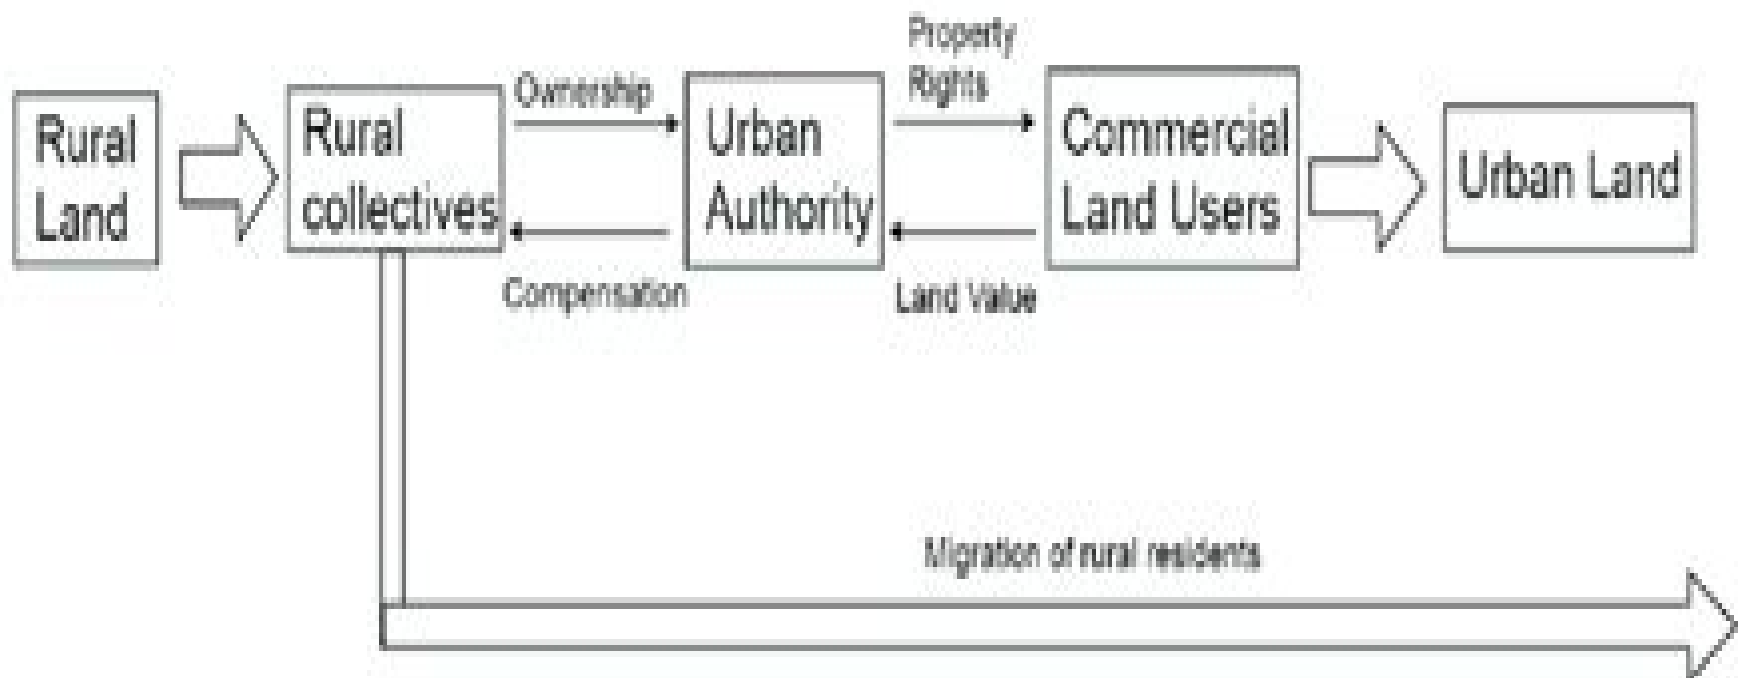 Rural
Land
Rural
collectives
Ownership
Compensation
Urban
Authority
Property
Rights
Land Value
Commercial
Land Users
Urban Land
Migration of rural residents